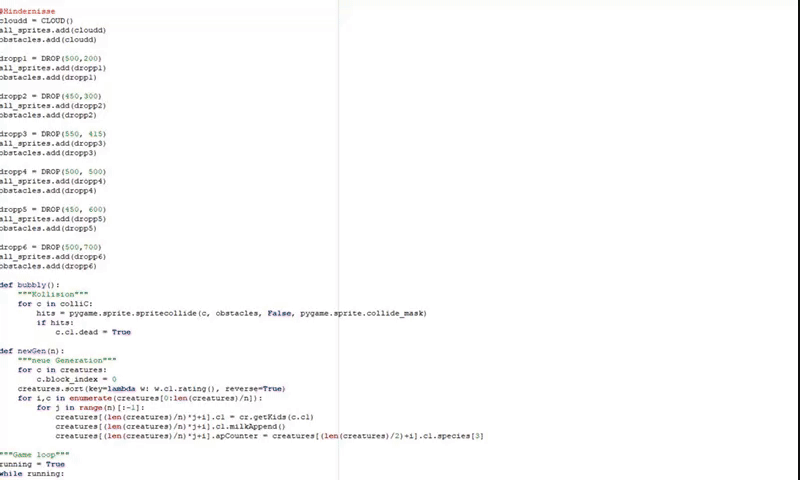 #Hindernisse
cloudd = CLOUD()
all_sprites.add(cloudd)
obstacles.add(cloudd)
dropp1 = DROP(500,200)
all_sprites.add(dropp1)
obstacles.add(dropp1)
dropp2 = DROP(450,300)
all_sprites.add(dropp2)
obstacles.add(dropp2)
dropp3 = DROP(550, 415)
all_sprites.add(dropp3)
obstacles.add(dropp3)
dropp4 = DROP(500, 500)
all_sprites.add(dropp4)
obstacles.add(dropp4)
dropp5 = DROP(450, 600)
all_sprites.add(dropp5)
obstacles.add(dropp5)
dropp6 = DROP(500,700)
all_sprites.add(dropp6)
obstacles.add(dropp6)
def bubbly():
"""Kollision"""
for c in colliC:
hits = pygame.sprite.spritecollide(c, obstacles, False, pygame.sprite.collide_mask)
if hits:
c.cl.dead = True
def newGen(n):
"""neue Generation"""
for c in creatures:
c.block_index = 0
creatures.sort(key=lambda w: w.cl.rating(), reverse=True)
for i,c in enumerate(creatures[0:len(creatures)/n]):
for j in range(n)[:-1]:
creatures[(len(creatures)/n)*j+i].cl = cr.getKids(c.cl)
creatures[(len(creatures)/n)*j+i].cl.milkAppend()
creatures[(len(creatures)/n)*j+i].apCounter = creatures[(len(creatures)/2)+i].cl.species[3]
"""Game loop"""
running = True
while running: